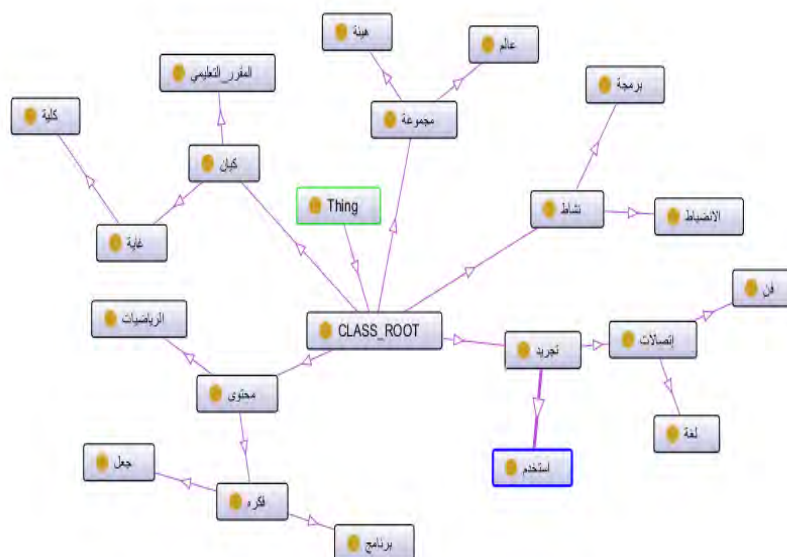 هيئة
عالم
المقرر_التعليمي
برمجة
كلية
مجموعة
كيان
Thing
نشاط
الانضباط
غاية
فن
الرياضيات
CLASS_ROOT
تجريد
إتصالات
محتوى
لغة
جعل
استخدم
فكره
برنامج